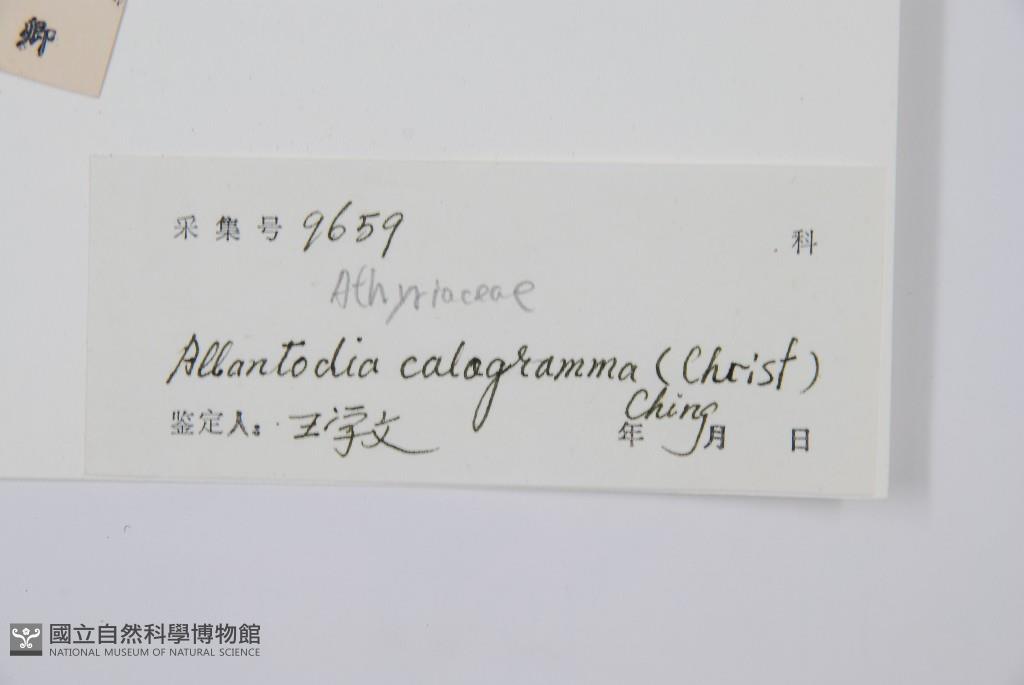 卿
采集号 9659 科
Athyriaceae
Allantodia calogramma (Christ)
Ching
鉴定人: 王学文 年 月 日
國立自然科學博物館
NATIONAL MUSEUM OF NATURAL SCIENCE